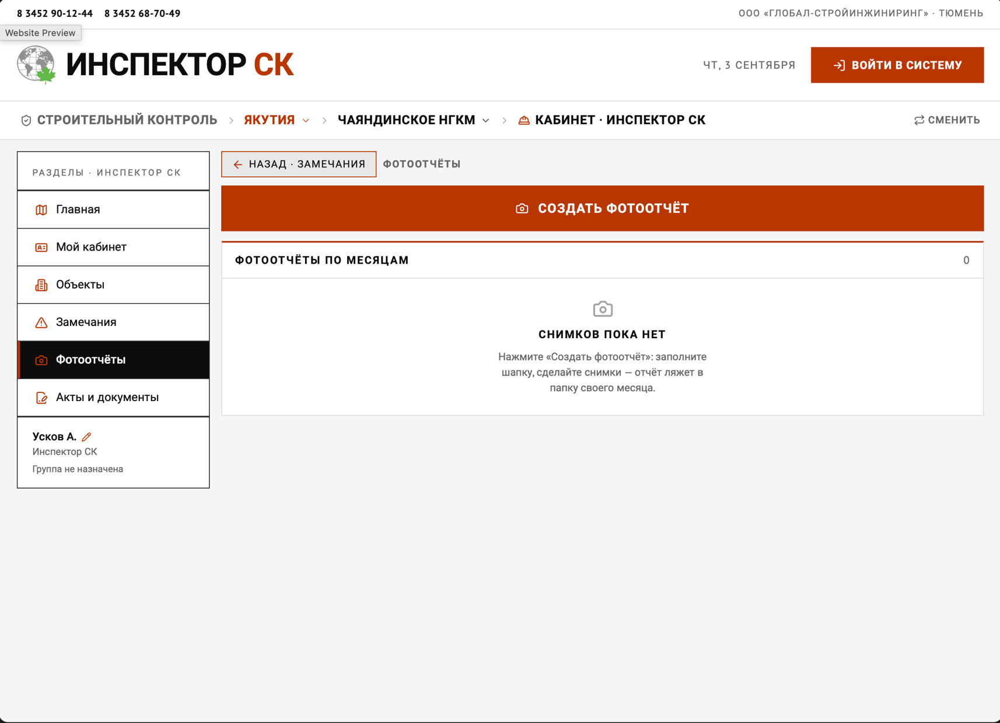 8 3452 90-12-44 8 3452 68-70-49
ООО «ГЛОБАЛ-СТРОЙИНЖИНИРИНГ» · ТЮМЕНЬ
Website Preview
ИНСПЕКТОР СК
ЧТ, 3 СЕНТЯБРЯ
ВОЙТИ В СИСТЕМУ
СТРОИТЕЛЬНЫЙ КОНТРОЛЬ > ЯКУТИЯ > ЧАЯНДИНСКОЕ НГКМ > КАБИНЕТ · ИНСПЕКТОР СК
СМЕНИТЬ
РАЗДЕЛЫ · ИНСПЕКТОР СК
Главная
Мой кабинет
Объекты
Замечания
Фотоотчёты
Акты и документы
Усков А.
Инспектор СК
Группа не назначена
НАЗАД · ЗАМЕЧАНИЯ
ФОТООТЧЁТЫ
СОЗДАТЬ ФОТООТЧЁТ
ФОТООТЧЁТЫ ПО МЕСЯЦАМ
0
СНИМКОВ ПОКА НЕТ
Нажмите «Создать фотоотчёт»: заполните
шапку, сделайте снимки — отчёт ляжет в
папку своего месяца.